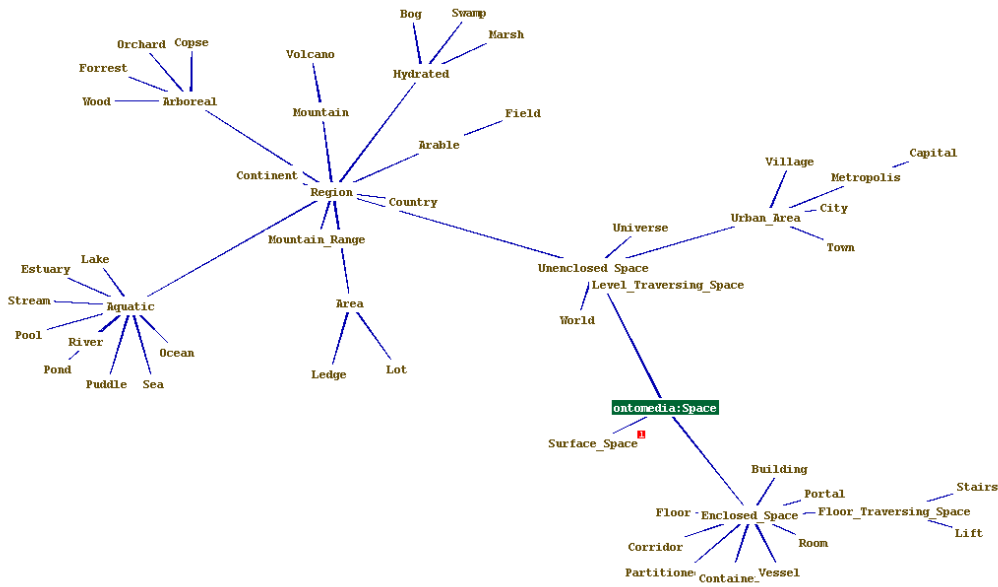 Bog
Swamp
Marsh
Hydrated
Orchard
Copse
Forrest
Wood
Arboreal
Volcano
Mountain
Field
Arable
Continent
Region
Country
Mountain_Range
Village
Capital
Metropolis
City
Urban_Area
Town
Universe
Unenclosed Space
Level_Traversing_Space
World
Lake
Estuary
Stream
Aquatic
Pool
River
Ocean
Pond
Puddle
Sea
Area
Ledge
Lot
ontomedia:Space
Surface_Space
Building
Portal
Stairs
Floor
Enclosed_Space
Floor_Traversing_Space
Lift
Corridor
Room
Partitione
Containe_
Vessel